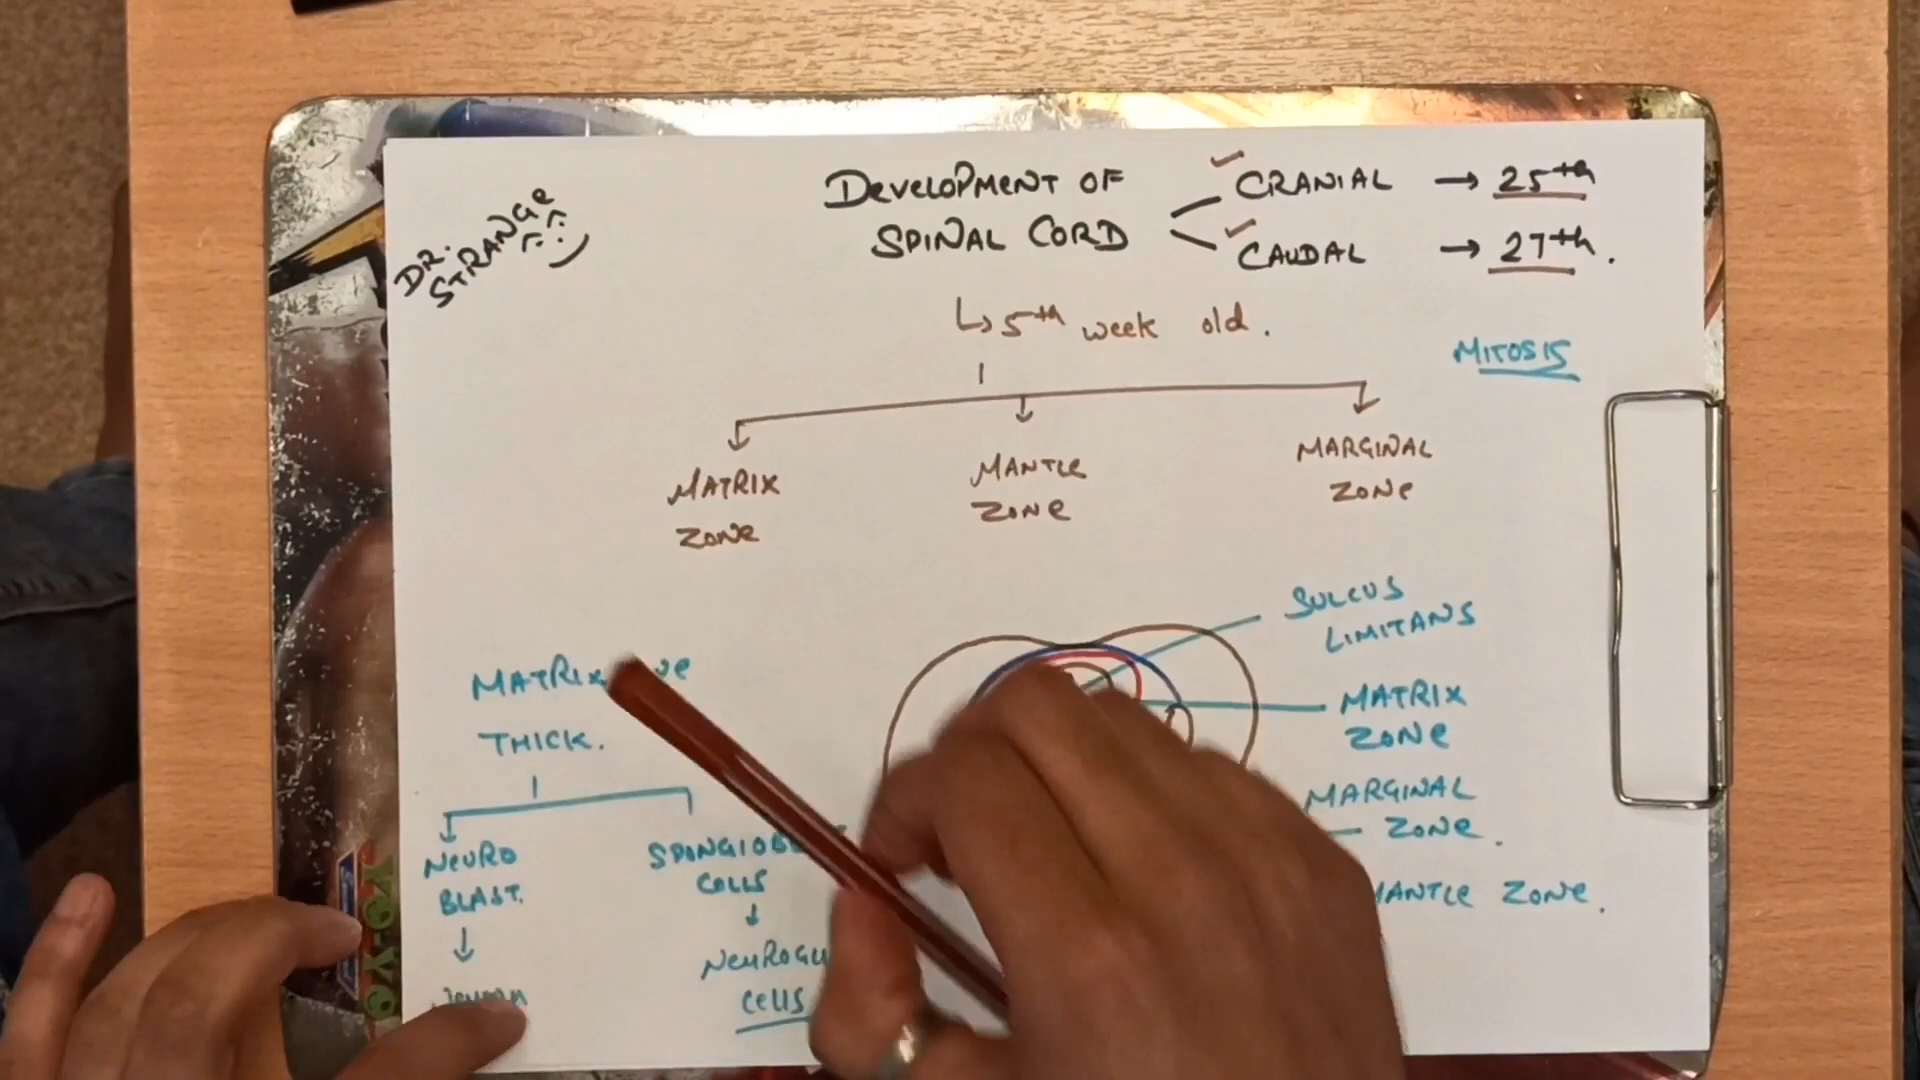 DR.
STRANGE
DEVELOPMENT OF
SPINAL CORD
CRANIAL → 25th
CAUDAL → 27th.
↳ 5th week old.
MITOSIS
MATRIX
ZONE
MANTLE
ZONE
MARGINAL
ZONE
SULCUS
LIMITANS
MATRIX
ZONE
MARGINAL
ZONE.
MANTLE ZONE.
MATRIX
THICK.
NEURO
BLAST.
CELLS
CELLS